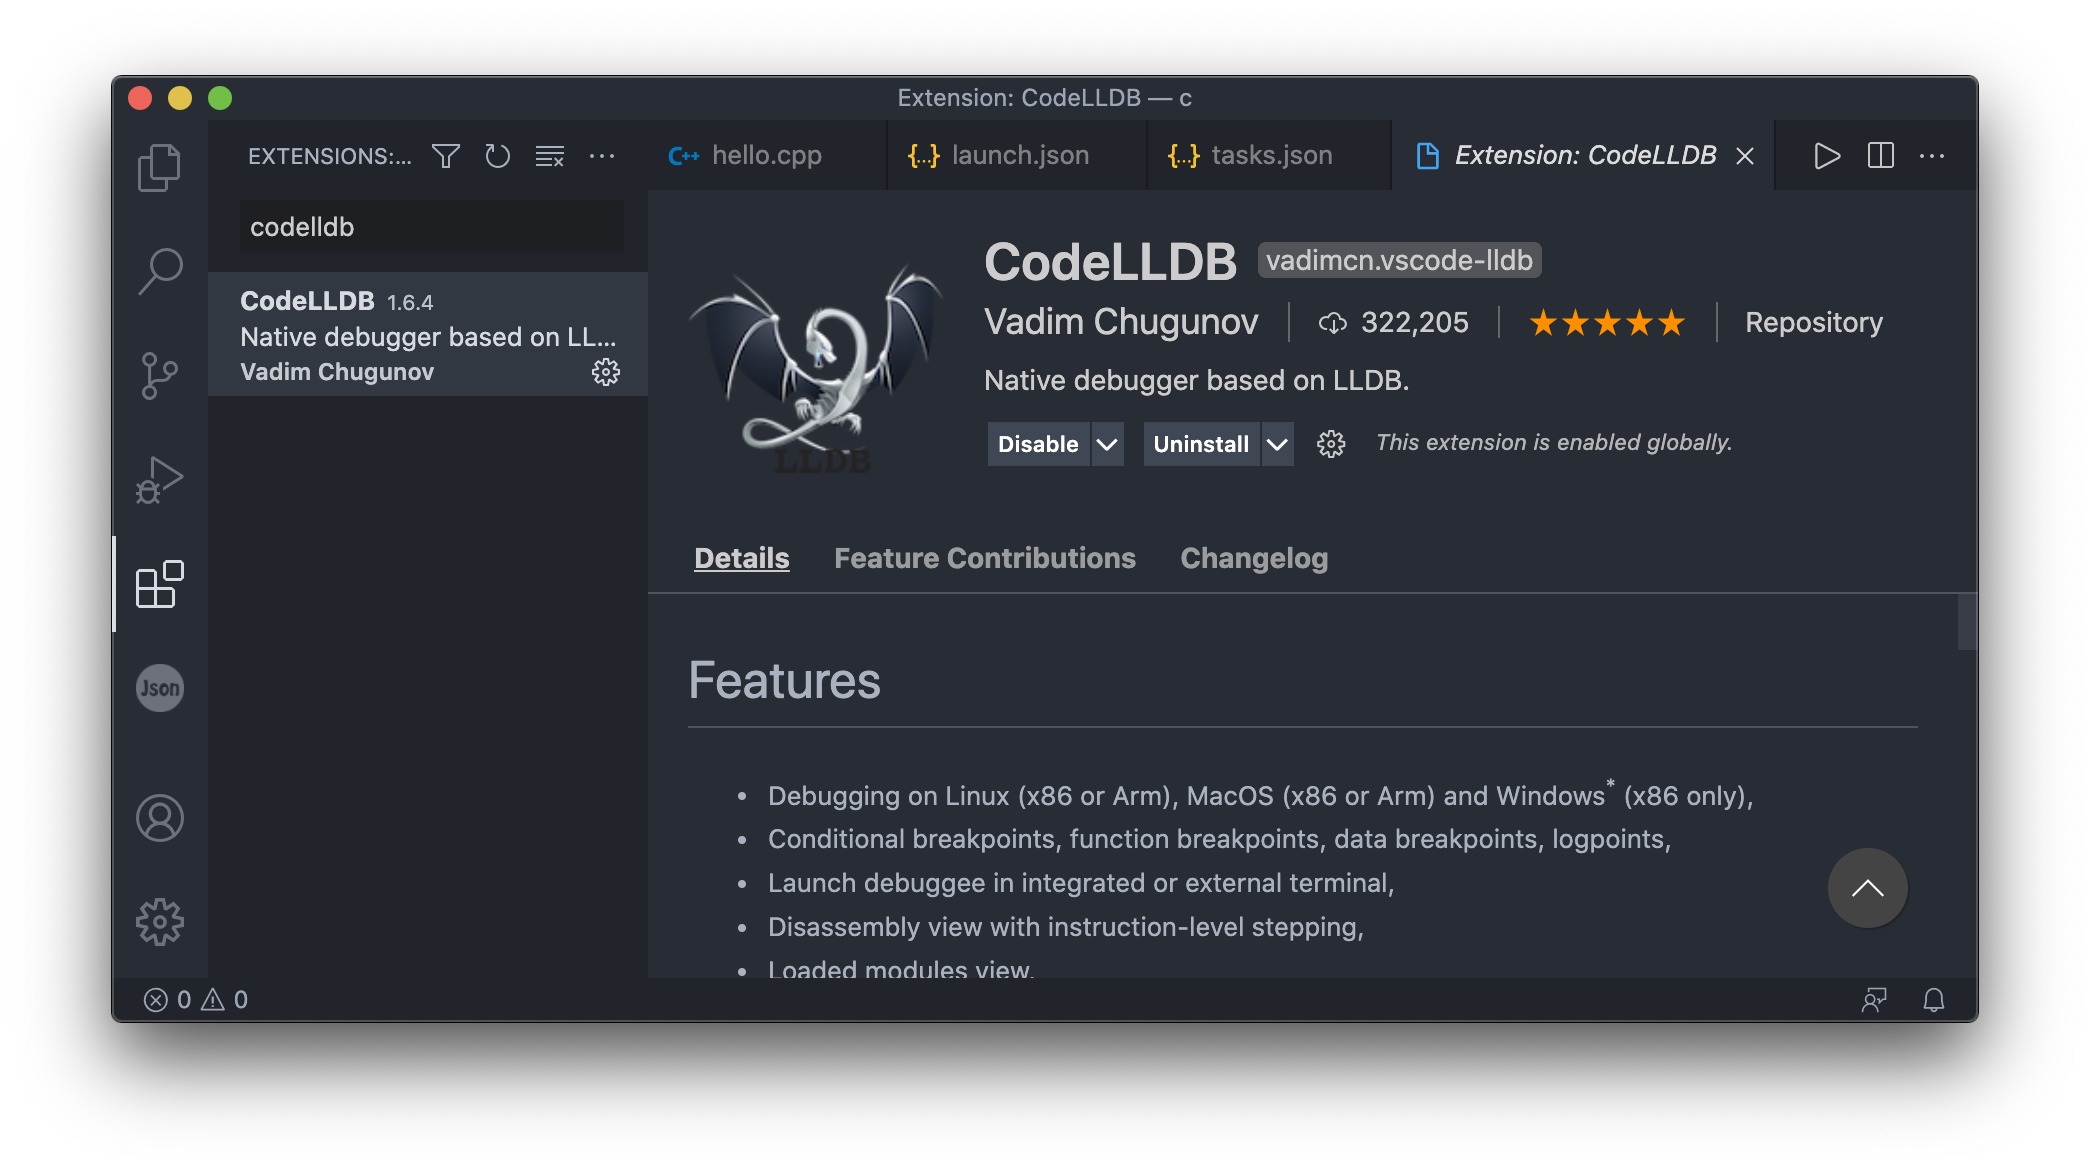 Extension: CodeLLDB — c
EXTENSIONS:...
hello.cpp
launch.json
tasks.json
Extension: CodeLLDB
codelldb
CodeLLDB 1.6.4
Native debugger based on LL...
Vadim Chugunov
CodeLLDB vadimcn.vscode-lldb
Vadim Chugunov 322,205 Repository
Native debugger based on LLDB.
Disable Uninstall This extension is enabled globally.
LLDB
Details Feature Contributions Changelog
Features
• Debugging on Linux (x86 or Arm), MacOS (x86 or Arm) and Windows* (x86 only),
• Conditional breakpoints, function breakpoints, data breakpoints, logpoints,
• Launch debuggee in integrated or external terminal,
• Disassembly view with instruction-level stepping,
• Loaded modules view,
Json
0 0